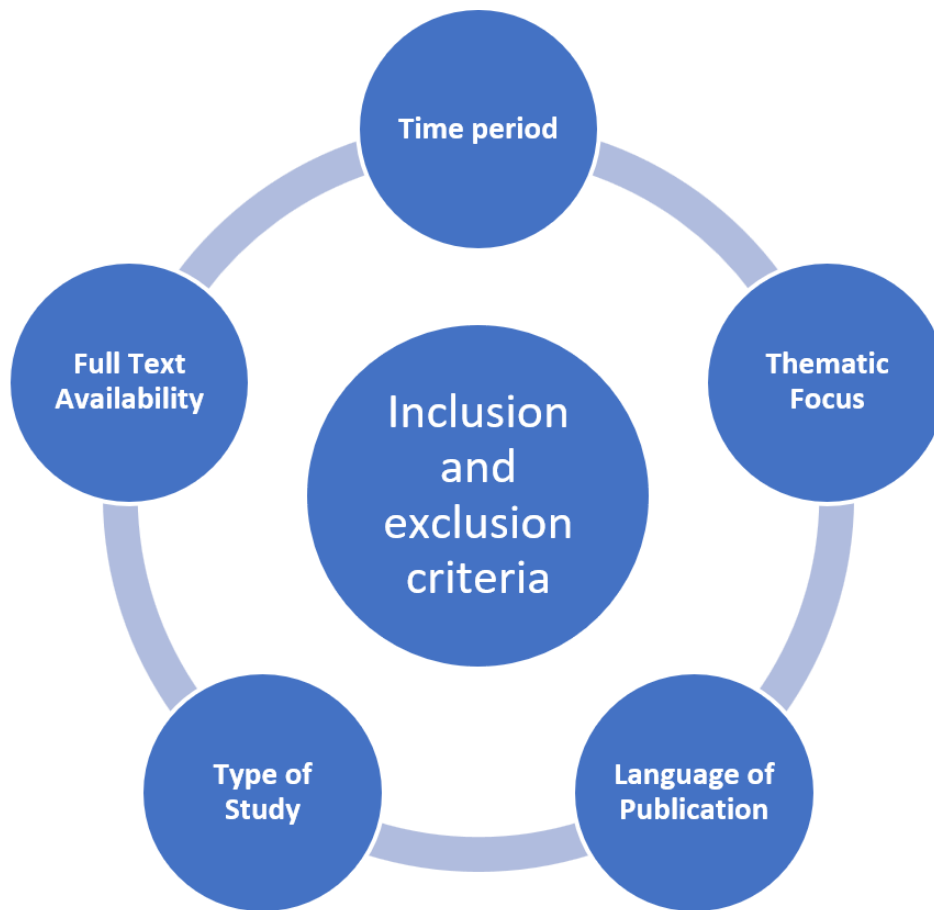 Time period
Full Text
Availability
Thematic
Focus
Inclusion
and
exclusion
criteria
Type of
Study
Language of
Publication